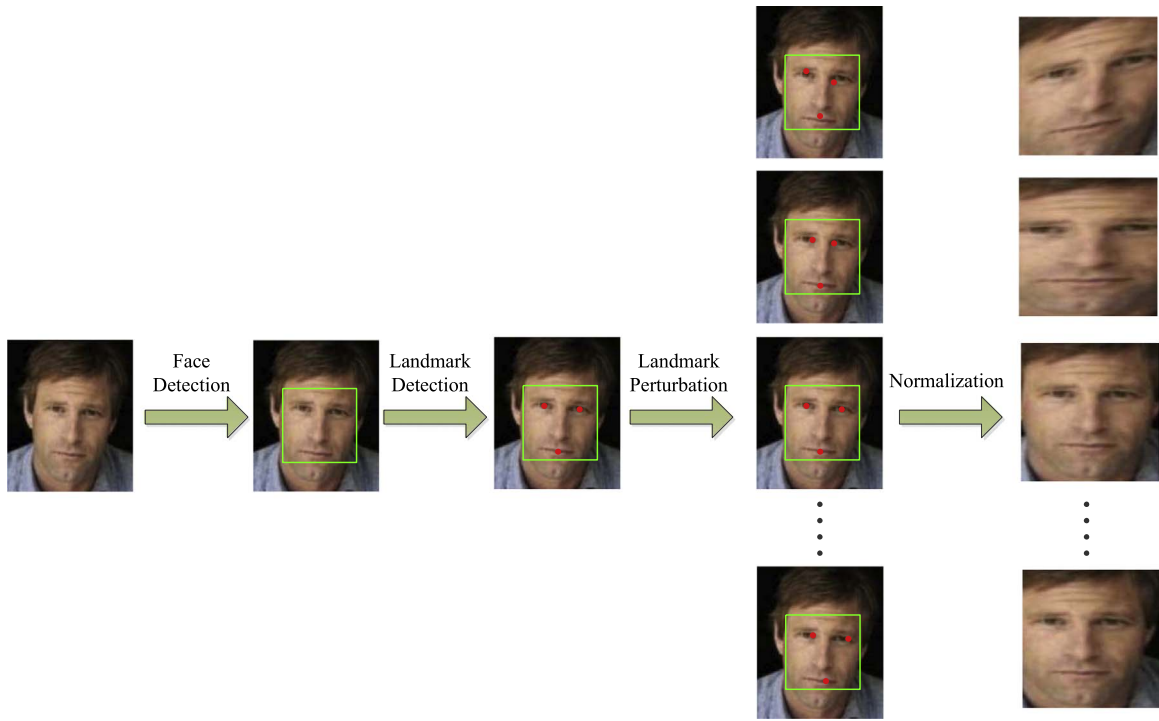 Face
Detection
Landmark
Detection
Landmark
Perturbation
Normalization